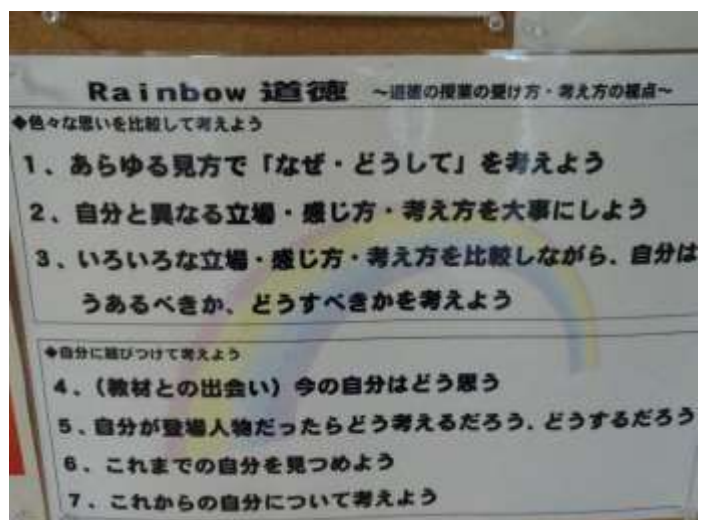 Rainbow 道徳 ～道徳の授業の受け方・考え方の視点～
◆色々な思いを比較して考えよう
1、あらゆる見方で「なぜ・どうして」を考えよう
2、自分と異なる立場・感じ方・考え方を大事にしよう
3、いろいろな立場・感じ方・考え方を比較しながら、自分は
うあるべきか、どうすべきかを考えよう
◆自分に結びつけて考えよう
4、（教材との出会い）今の自分はどう思う
5、自分が登場人物だったらどう考えるだろう、どうするだろう
6、これまでの自分を見つめよう
7、これからの自分について考えよう